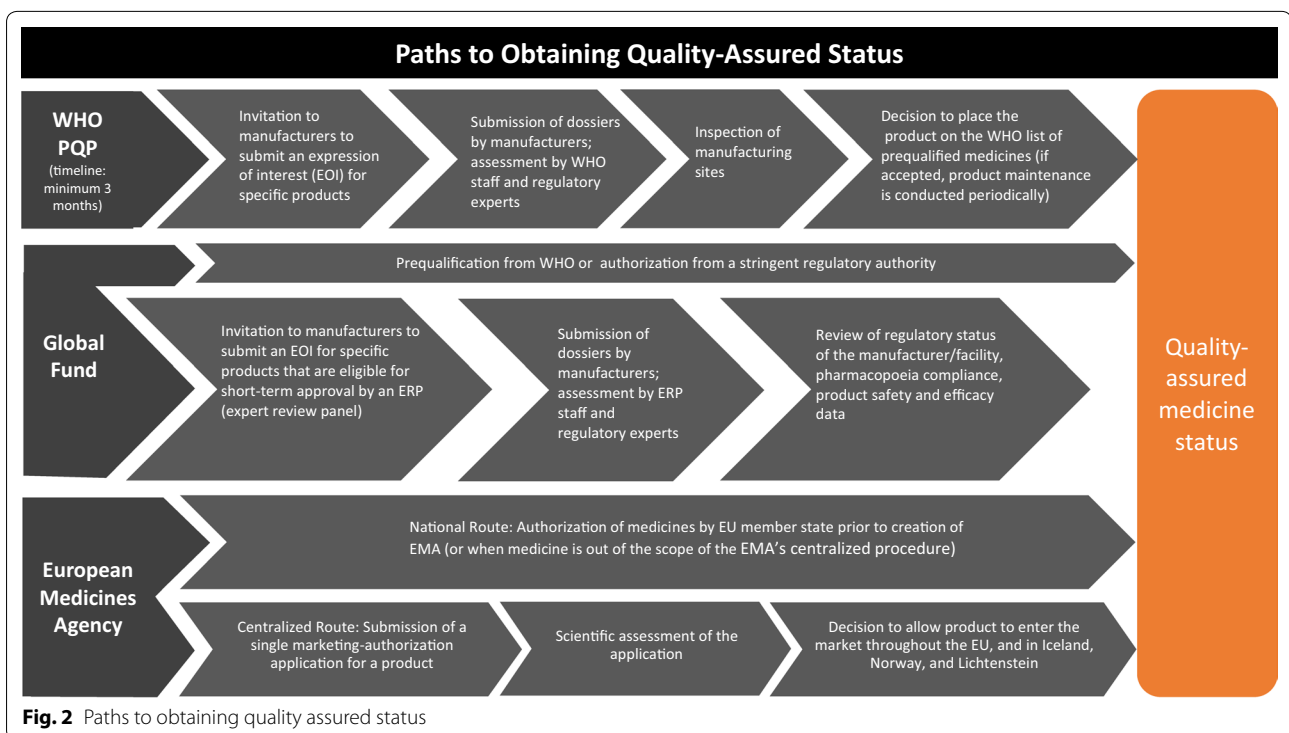 Paths to Obtaining Quality-Assured Status
WHO
PQP
(timeline:
minimum 3
months)
Invitation to
manufacturers to
submit an expression
of interest (EOI) for
specific products
Submission of dossiers
by manufacturers;
assessment by WHO
staff and regulatory
experts
Inspection of
manufacturing
sites
Decision to place the
product on the WHO list of
prequalified medicines (if
accepted, product maintenance
is conducted periodically)
Global
Fund
Prequalification from WHO or authorization from a stringent regulatory authority
Invitation to manufacturers to
submit an EOI for specific
products that are eligible for
short-term approval by an ERP
(expert review panel)
Submission of
dossiers by
manufacturers;
assessment by ERP
staff and
regulatory experts
Review of regulatory status
of the manufacturer/facility,
pharmacopoeia compliance,
product safety and efficacy
data
European
Medicines
Agency
National Route: Authorization of medicines by EU member state prior to creation of
EMA (or when medicine is out of the scope of the EMA's centralized procedure)
Centralized Route: Submission of a
single marketing-authorization
application for a product
Scientific assessment of the
application
Decision to allow product to enter the
market throughout the EU, and in Iceland,
Norway, and Lichtenstein
Quality-
assured
medicine
status
Fig. 2 Paths to obtaining quality assured status